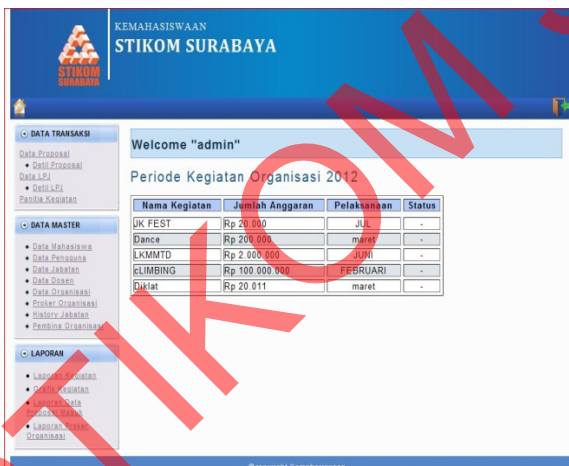 KEMAHASISWAAN
STIKOM SURABAYA
STIKOM
SURABAYA
DATA TRANSAKSI
Data Proposal
Detil Proposal
Data LPJ
Detil LPJ
Panitia Kegiatan
DATA MASTER
Data Mahasiswa
Data Pengguna
Data Jabatan
Data Dosen
Data Organisasi
Proker Organisasi
History Jabatan
Pembina Organisasi
LAPORAN
Laporan Kegiatan
Grafik Kegiatan
Laporan Data
Proposal Masuk
Laporan Proker
Organisasi
Welcome "admin"
Periode Kegiatan Organisasi 2012
Nama Kegiatan Jumlah Anggaran Pelaksanaan Status
JK FEST Rp 20.000 JUL -
Dance Rp 200.000 maret -
LKMMTD Rp 2.000.000 JUNI -
cLIMBING Rp 100.000.000 FEBRUARI -
Diklat Rp 20.011 maret -
STIKOM S